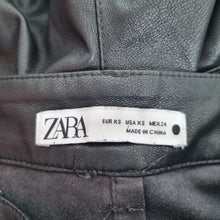 ZARA
EUR XS USA XS MEX 24
MADE IN CHINA